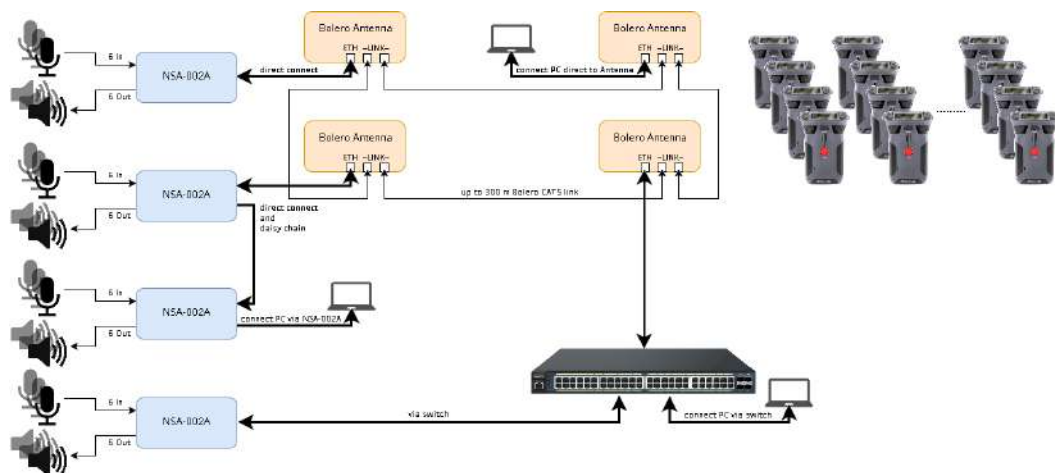 Bolero Antenna
ETH -LINK-
Bolero Antenna
ETH -LINK-
6 In
NSA-002A
6 Out
direct connect
connect PC direct to Antenna
Bolero Antenna
ETH -LINK-
Bolero Antenna
ETH -LINK-
6 In
NSA-002A
6 Out
direct connect
and
daisy chain
up to 300 m Bolero CAT5 link
6 In
NSA-002A
6 Out
connect PC via NSA-002A
6 In
NSA-002A
6 Out
via switch
connect PC via switch